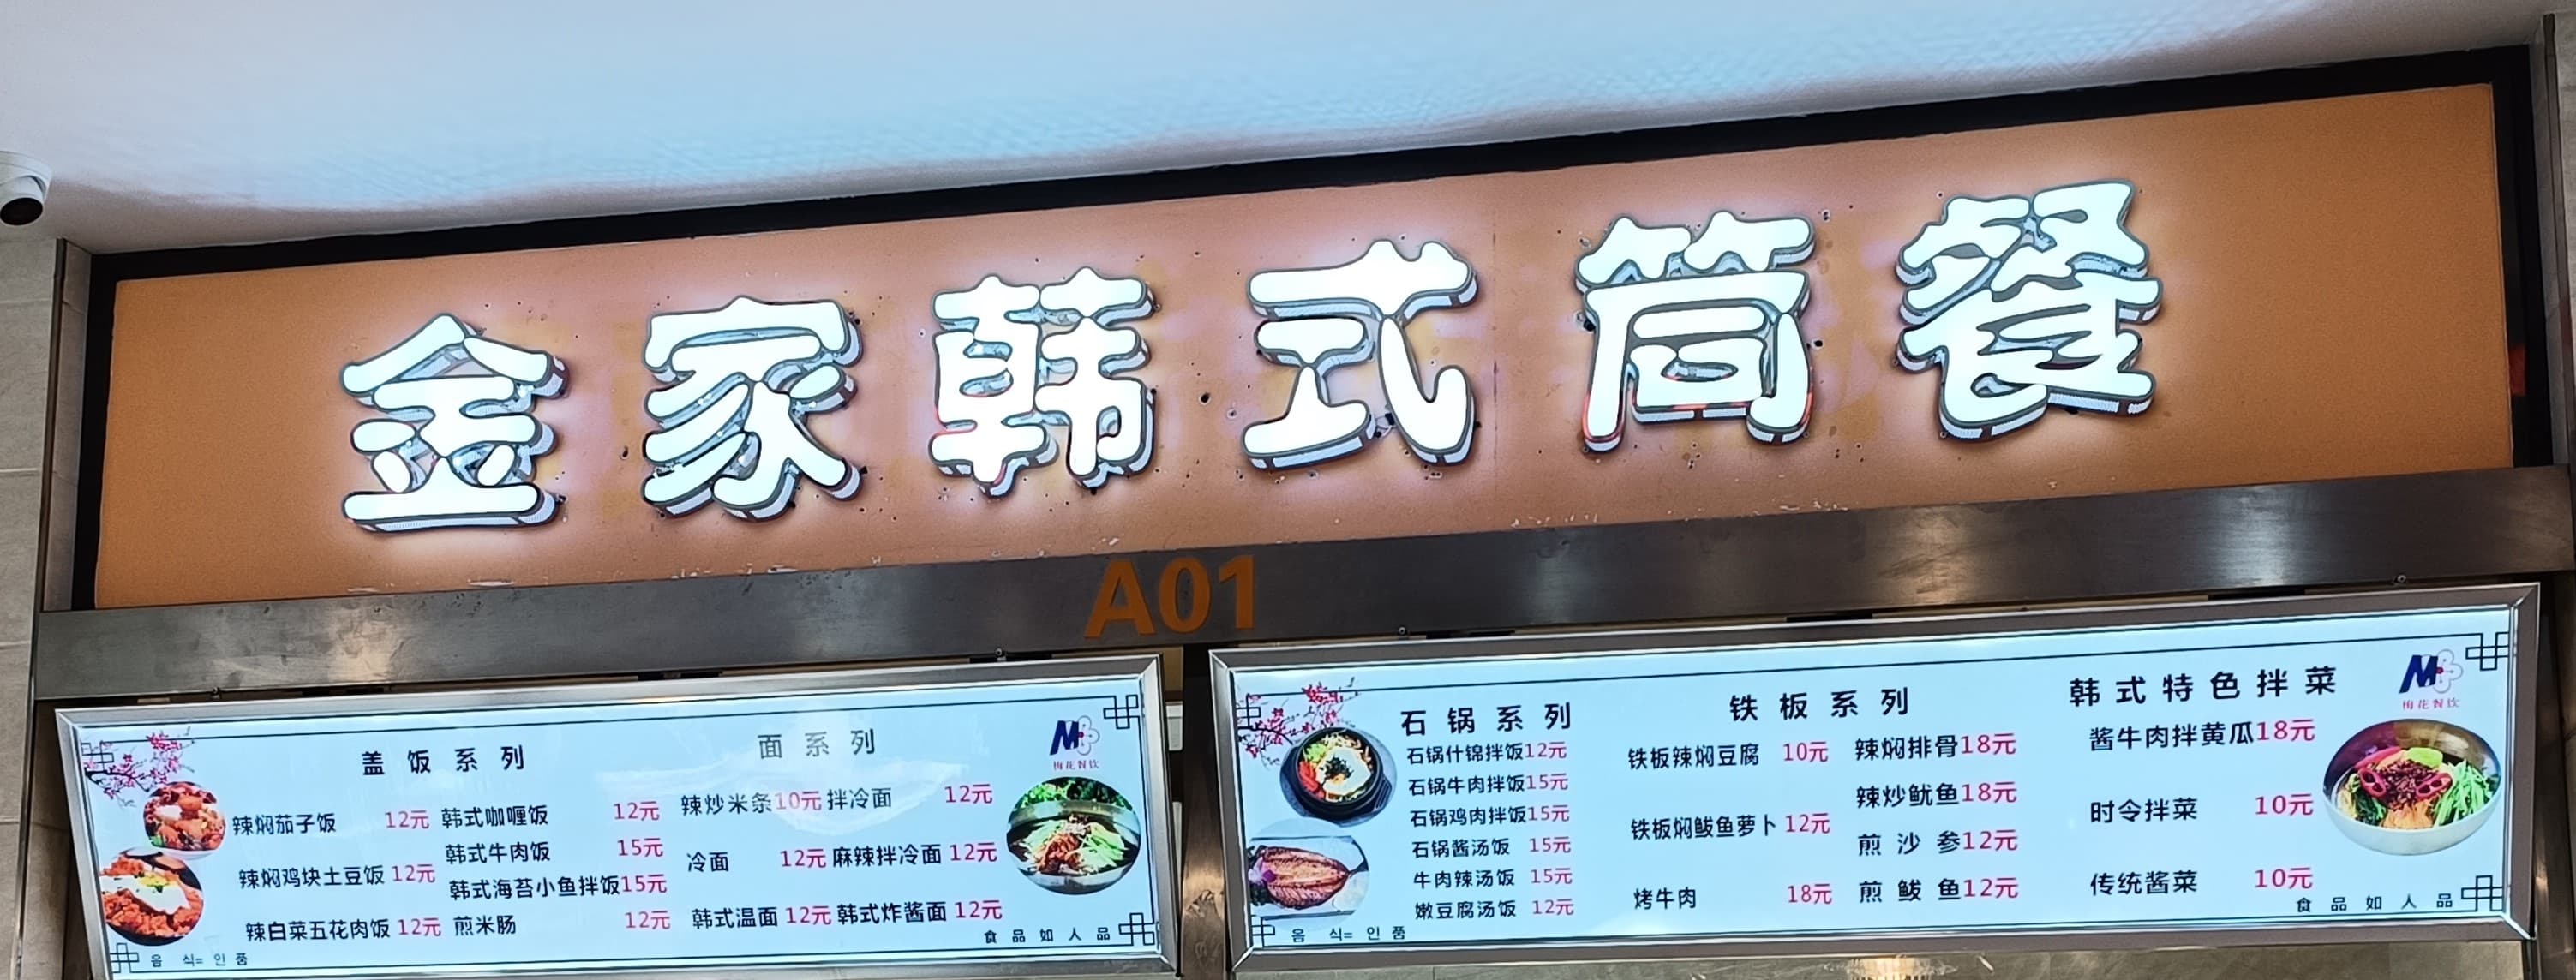 金家韩式简餐
A01
盖饭系列
辣焖茄子饭 12元
辣焖鸡块土豆饭 12元
辣白菜五花肉饭 12元
韩式咖喱饭 12元
韩式牛肉饭 15元
韩式海苔小鱼拌饭15元
煎米肠 12元
面系列
辣炒米条10元
冷面 12元
韩式温面 12元
拌冷面 12元
麻辣拌冷面 12元
韩式炸酱面 12元
梅花餐饮
음 식= 인 품
食品如人品
石锅系列
石锅什锦拌饭12元
石锅牛肉拌饭15元
石锅鸡肉拌饭15元
石锅酱汤饭 15元
牛肉辣汤饭 15元
嫩豆腐汤饭 12元
铁板系列
铁板辣焖豆腐 10元
铁板焖鲅鱼萝卜 12元
烤牛肉 18元
辣焖排骨18元
辣炒鱿鱼18元
煎沙参12元
煎鲅鱼12元
韩式特色拌菜
酱牛肉拌黄瓜18元
时令拌菜 10元
传统酱菜 10元
梅花餐饮
음 식= 인 품
食品如人品